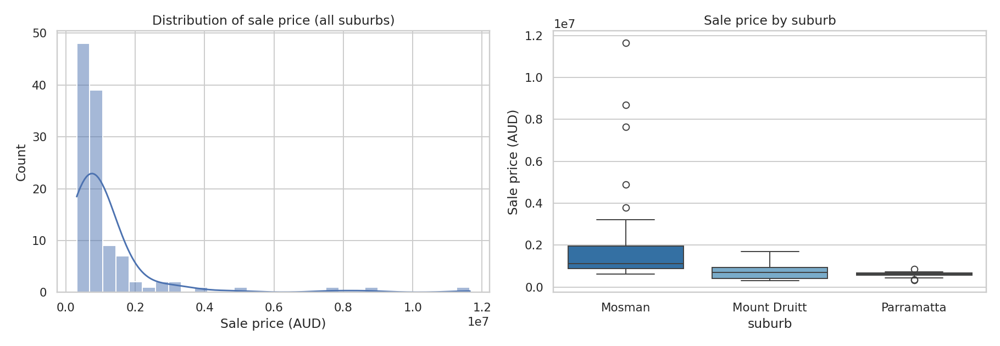 Distribution of sale price (all suburbs)
50
40
30
20
10
0
Count
0.0 0.2 0.4 0.6 0.8 1.0 1.2
1e7
Sale price (AUD)
Sale price by suburb
1e7
1.2
1.0
0.8
0.6
0.4
0.2
0.0
Sale price (AUD)
Mosman Mount Druitt Parramatta
suburb